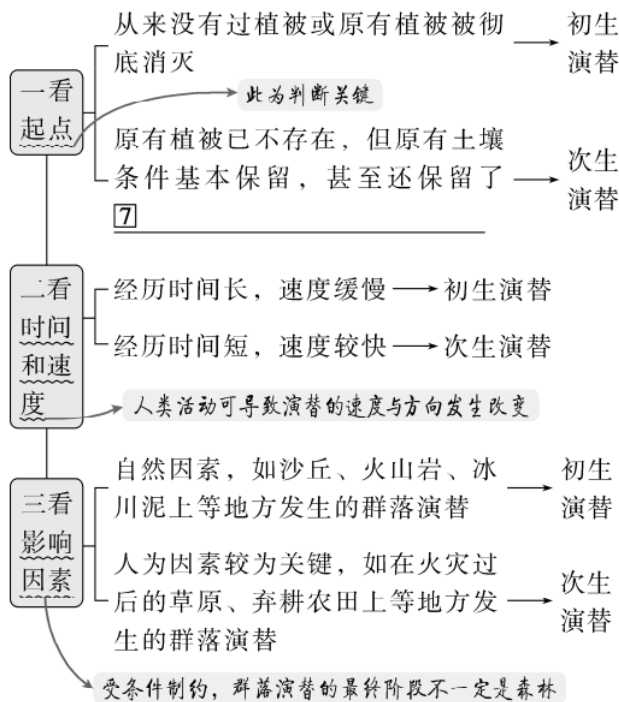 从来没有过植被或原有植被被彻
底消灭
初生
演替
一看
起点
此为判断关键
原有植被已不存在，但原有土壤
条件基本保留，甚至还保留了
7
次生
演替
二看
时间
和速
度
经历时间长，速度缓慢
初生演替
经历时间短，速度较快
次生演替
人类活动可导致演替的速度与方向发生改变
三看
影响
因素
自然因素，如沙丘、火山岩、冰
川泥上等地方发生的群落演替
初生
演替
人为因素较为关键，如在火灾过
后的草原、弃耕农田上等地方发
生的群落演替
次生
演替
受条件制约，群落演替的最终阶段不一定是森林